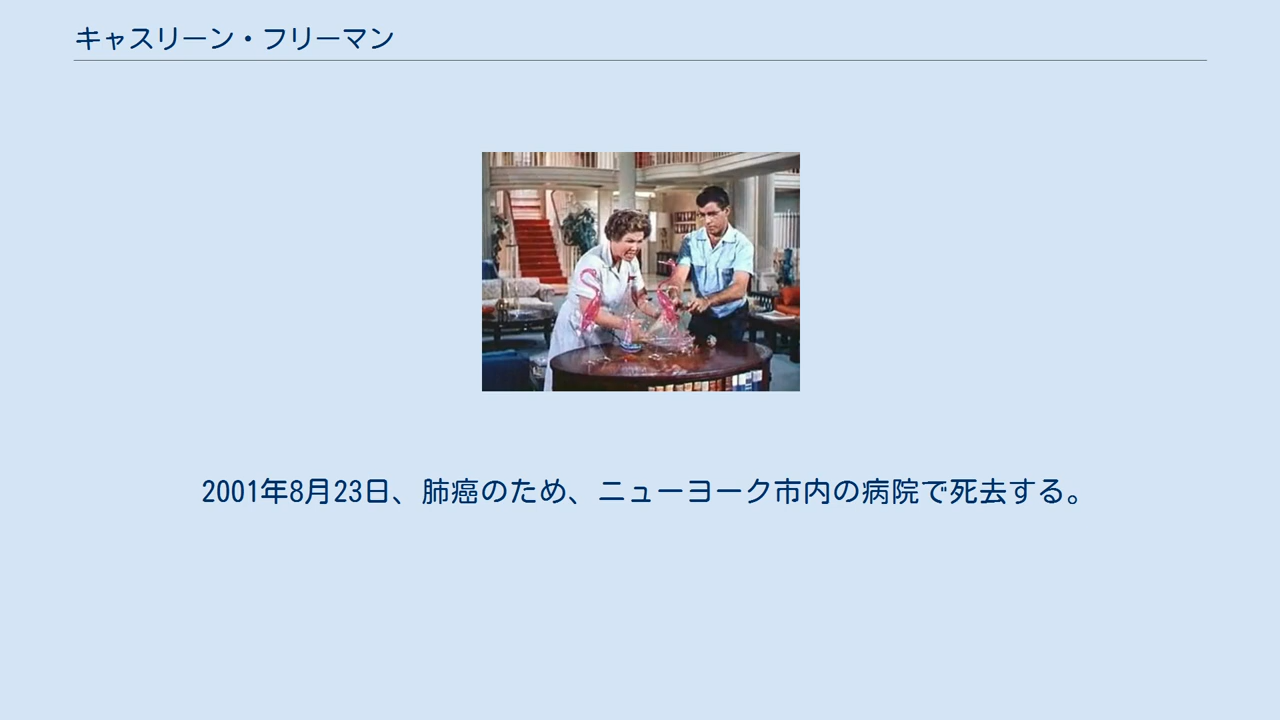 キャスリーン・フリーマン
2001年8月23日、肺癌のため、ニューヨーク市内の病院で死去する。